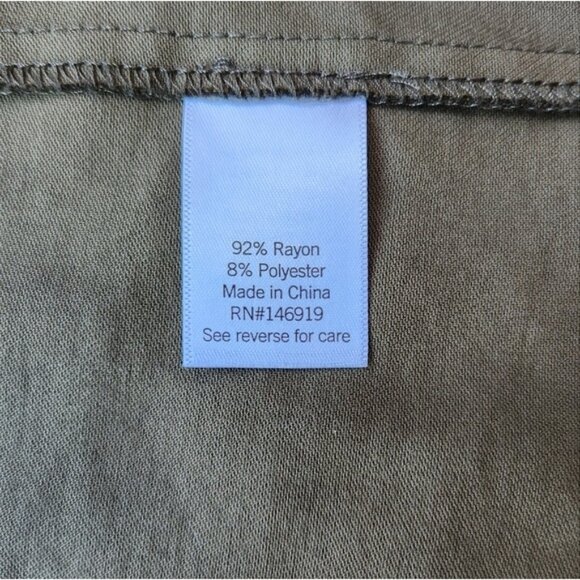 92% Rayon
8% Polyester
Made in China
RN#146919
See reverse for care